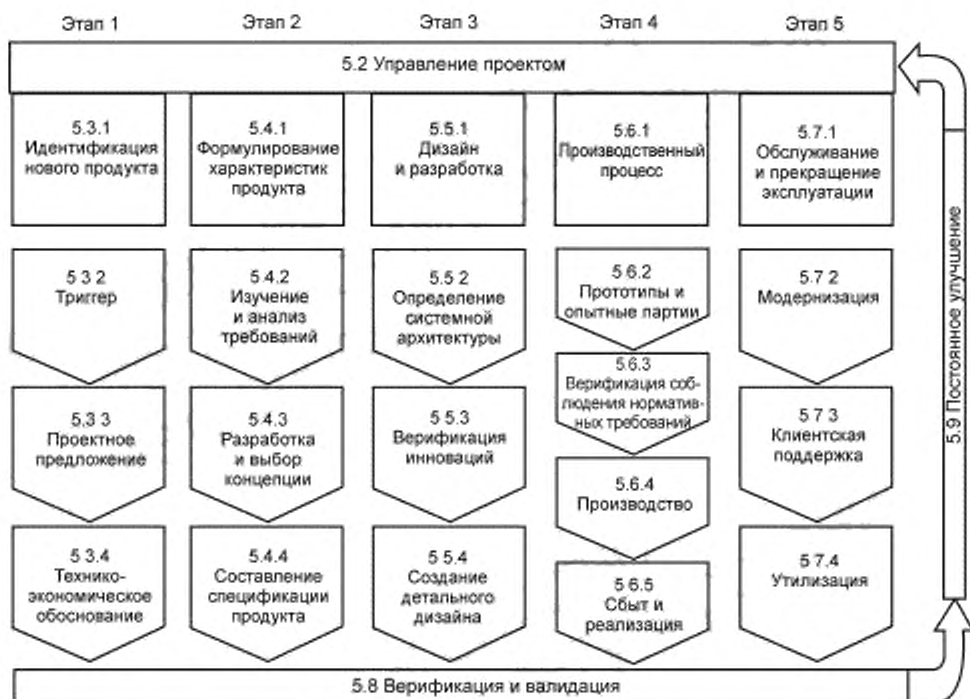 Этап 1
Этап 2
Этап 3
Этап 4
Этап 5
5.2 Управление проектом
5.3.1
Идентификация
нового продукта
5.4.1
Формулирование
характеристик
продукта
5.5.1
Дизайн
и разработка
5.6.1
Производственный
процесс
5.7.1
Обслуживание
и прекращение
эксплуатации
5 3 2
Триггер
5.4.2
Изучение
и анализ
требований
5.5 2
Определение
системной
архитектуры
5 6.2
Прототипы и
опытные партии
5.7 2
Модернизация
5.6.3
Верификация соб-
людения норматив-
ных требований
5.3 3
Проектное
предложение
5.4.3
Разработка
и выбор
концепции
5 5.3
Верификация
инноваций
5 7 3
Клиентская
поддержка
5.6.4
Производство
5 3.4
Технико-
экономическое
обоснование
5.4.4
Составление
спецификации
продукта
5 5.4
Создание
детального
дизайна
5 6.5
Сбыт и
реализация
5 7.4
Утилизация
5.8 Верификация и валидация
5.9 Постоянное улучшение